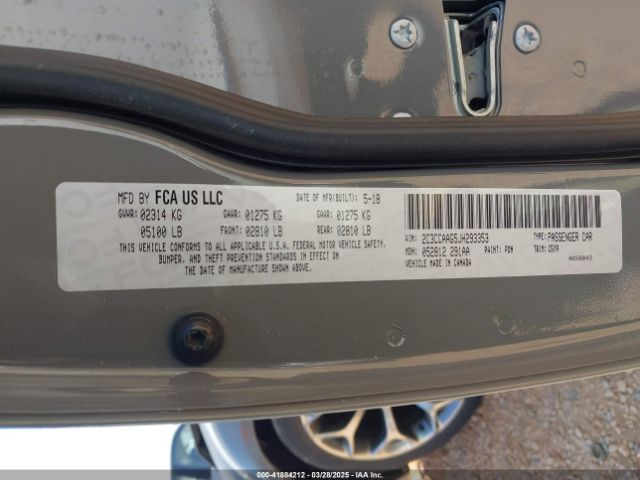 MFD BY FCA US LLC DATE OF MFR(BUILT): 5-18
GVWR: 02314 KG GAWR: 01275 KG GAWR: 01275 KG
05100 LB FRONT: 02810 LB REAR: 02810 LB
THIS VEHICLE CONFORMS TO ALL APPLICABLE U.S.A. FEDERAL MOTOR VEHICLE SAFETY,
BUMPER, AND THEFT PREVENTION STANDARDS IN EFFECT ON
THE DATE OF MANUFACTURE SHOWN ABOVE.
VIN: 2C3CCAAG5JH293353 TYPE: PASSENGER CAR
MDH: 052812 291AA PAINT: PDN TRIM: C5X9
VEHICLE MADE IN CANADA 4658843
000-41884212 - 03/28/2025 - IAA Inc.